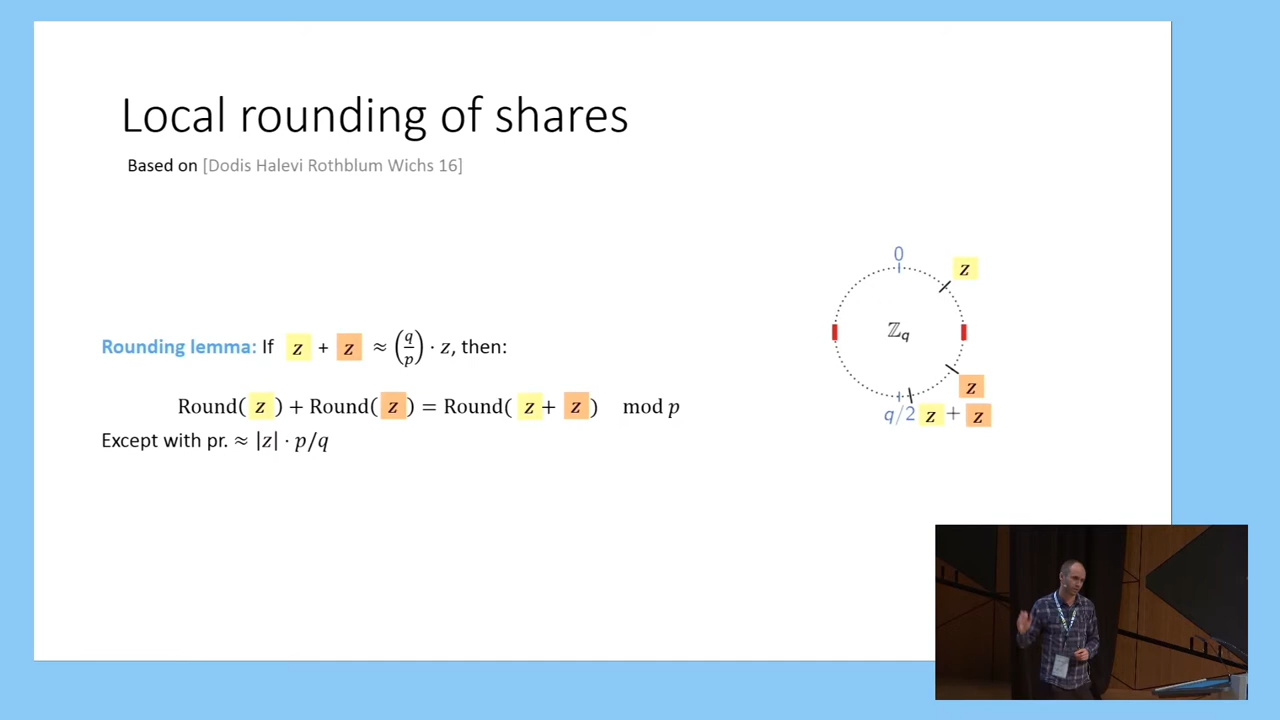 Local rounding of shares
Based on [Dodis Halevi Rothblum Wichs 16]
Rounding lemma: If z + z ≈ (q/p) · z, then:
Round( z ) + Round( z ) = Round( z + z ) mod p
Except with pr. ≈ |z| · p/q
0
z
ℤq
z
q/2 z + z